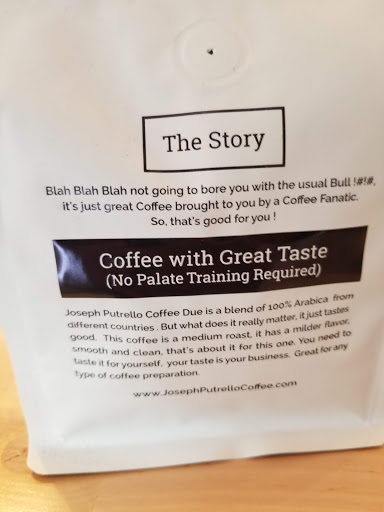 The Story
Blah Blah Blah not going to bore you with the usual Bull !#!#,
it's just great Coffee brought to you by a Coffee Fanatic.
So, that's good for you !
Coffee with Great Taste
(No Palate Training Required)
Joseph Putrello Coffee Due is a blend of 100% Arabica from
different countries . But what does it really matter, it just tastes
good. This coffee is a medium roast, it has a milder flavor,
smooth and clean, that's about it for this one. You need to
taste it for yourself, your taste is your business. Great for any
type of coffee preparation.
www.JosephPutrelloCoffee.com